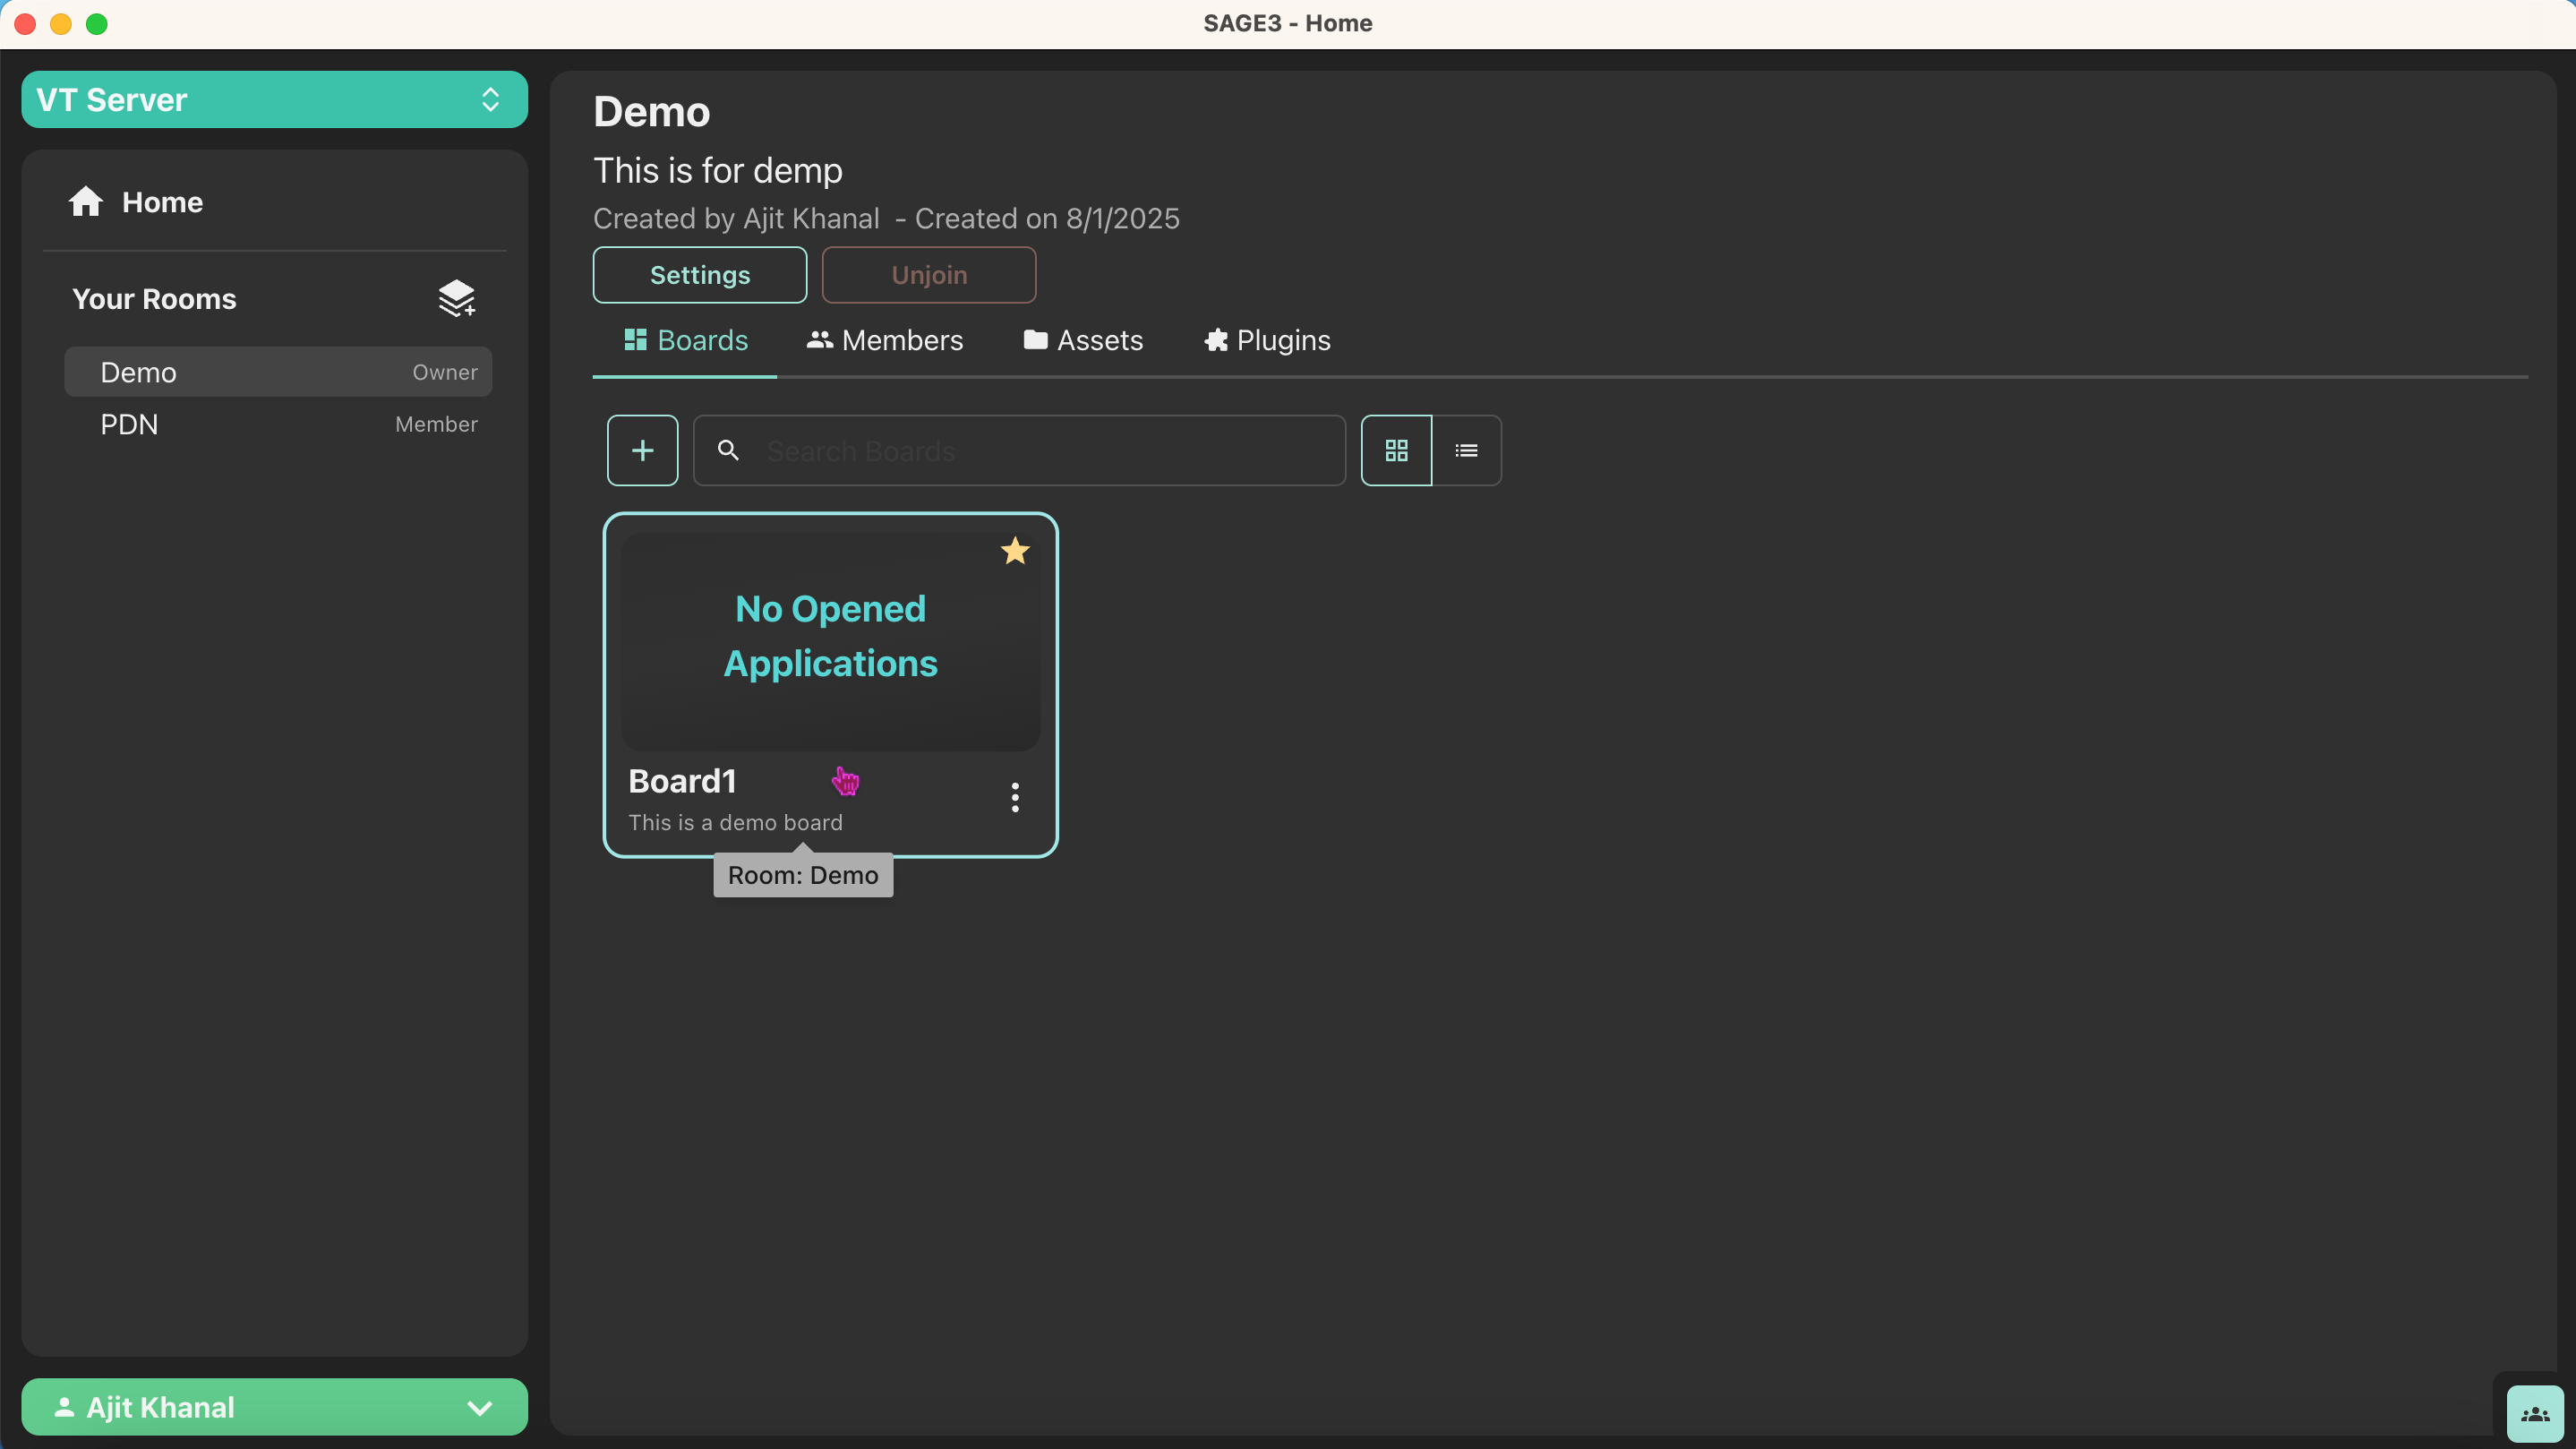 SAGE3 - Home
VT Server
Home
Your Rooms
Demo Owner
PDN Member
Ajit Khanal
Demo
This is for demp
Created by Ajit Khanal - Created on 8/1/2025
Settings Unjoin
Boards Members Assets Plugins
Search Boards
No Opened
Applications
Board1
This is a demo board
Room: Demo